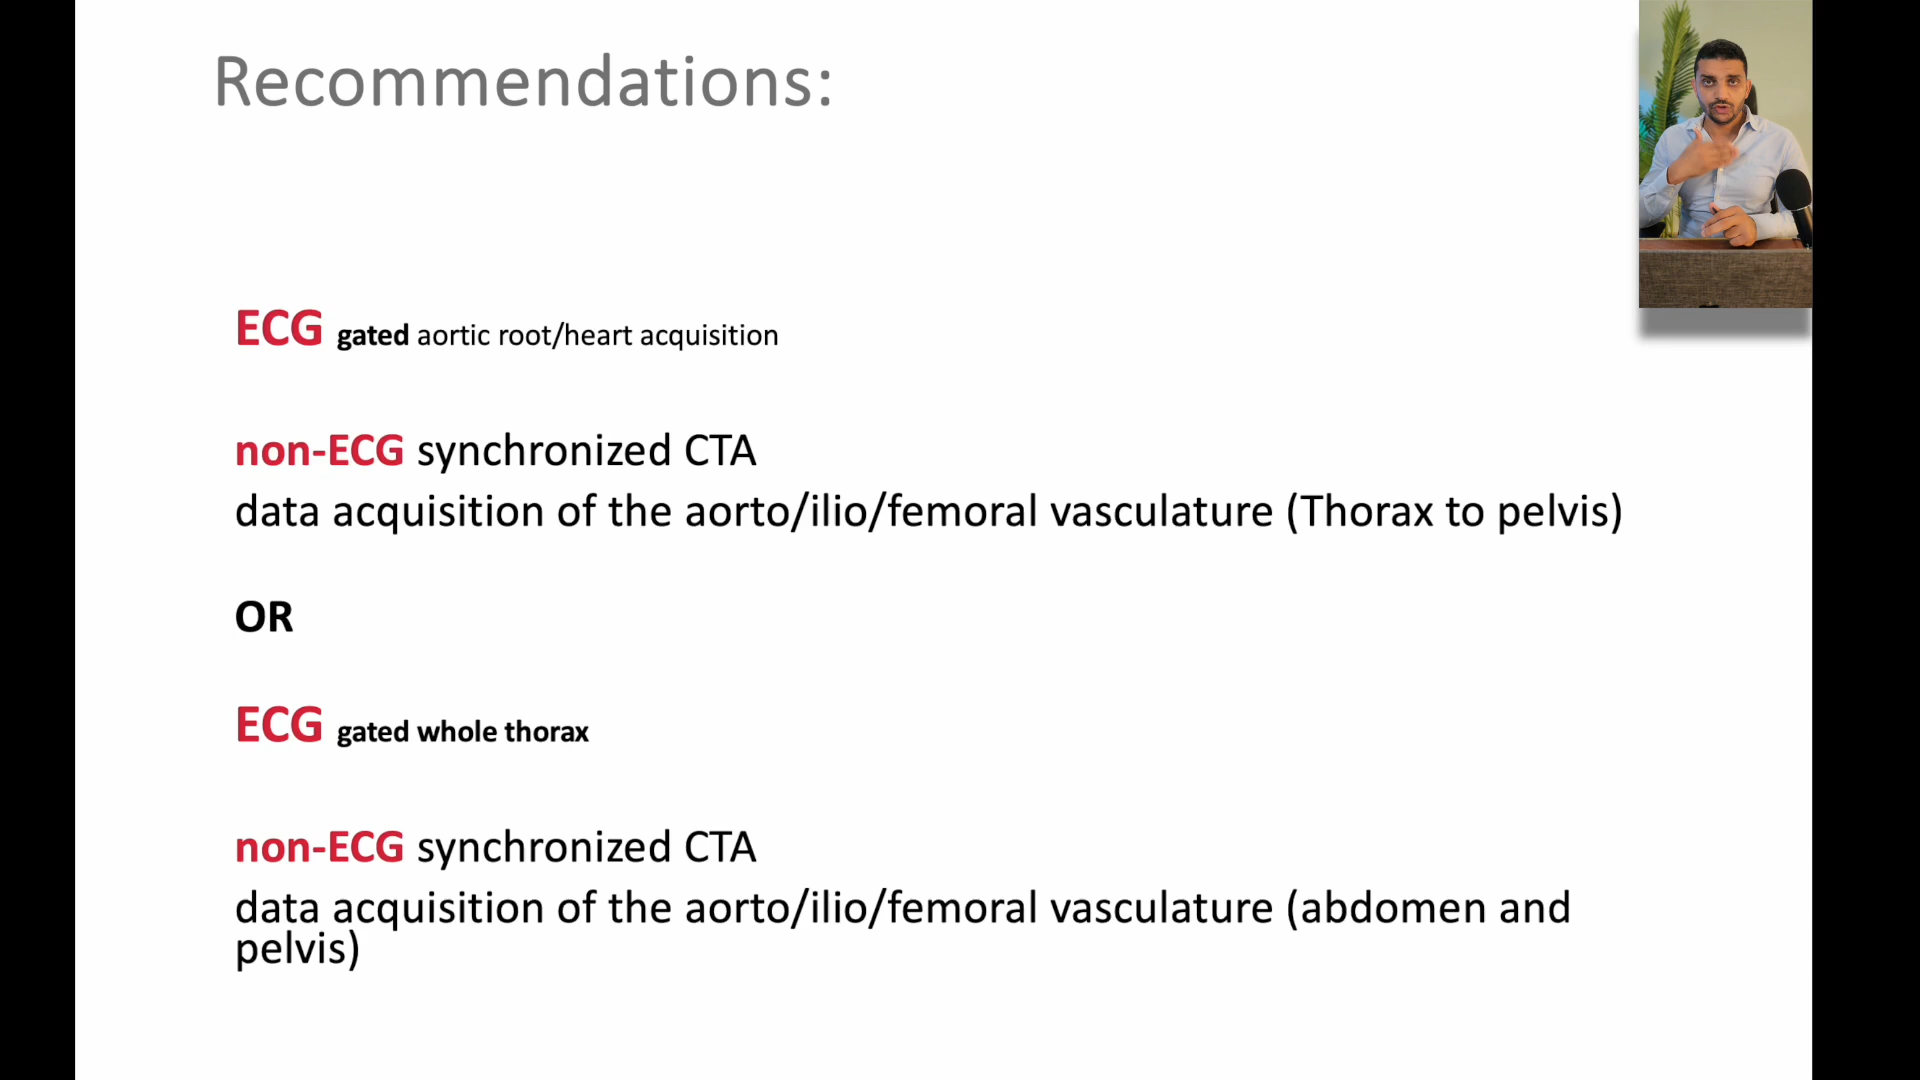 Recommendations:
ECG gated aortic root/heart acquisition
non-ECG synchronized CTA
data acquisition of the aorto/ilio/femoral vasculature (Thorax to pelvis)
OR
ECG gated whole thorax
non-ECG synchronized CTA
data acquisition of the aorto/ilio/femoral vasculature (abdomen and
pelvis)